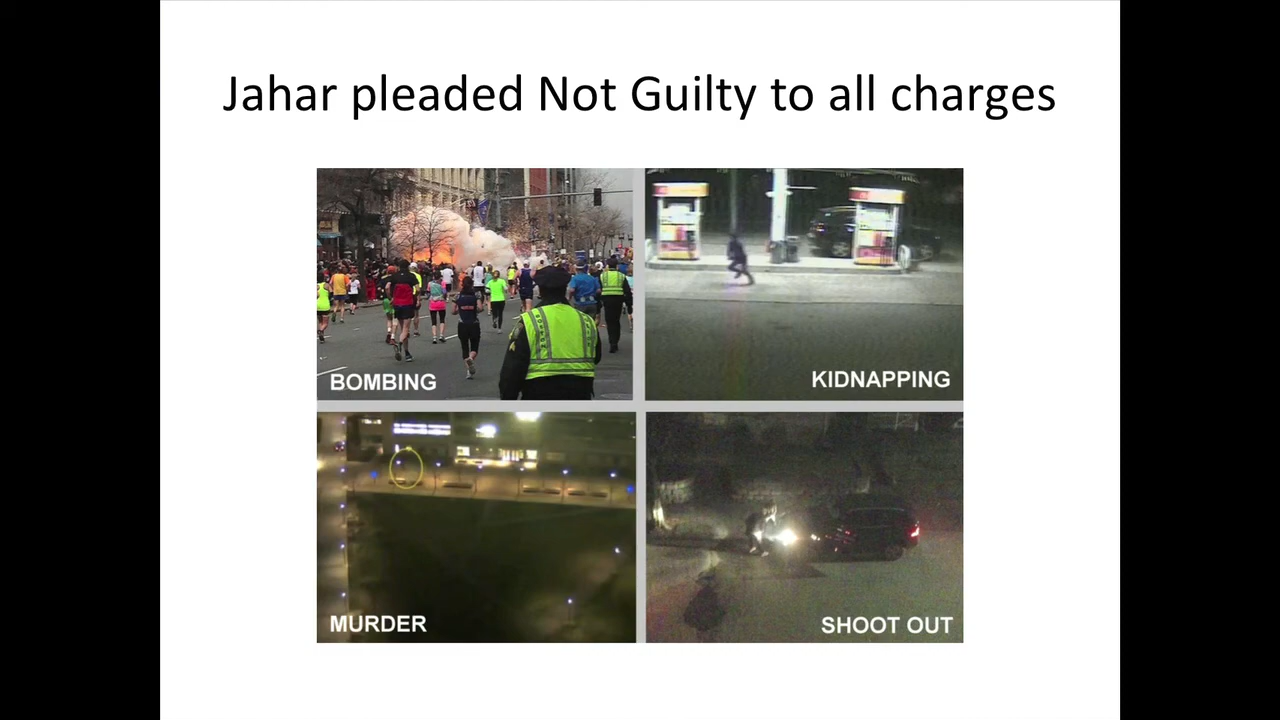 Jahar pleaded Not Guilty to all charges
BOMBING
KIDNAPPING
MURDER
SHOOT OUT